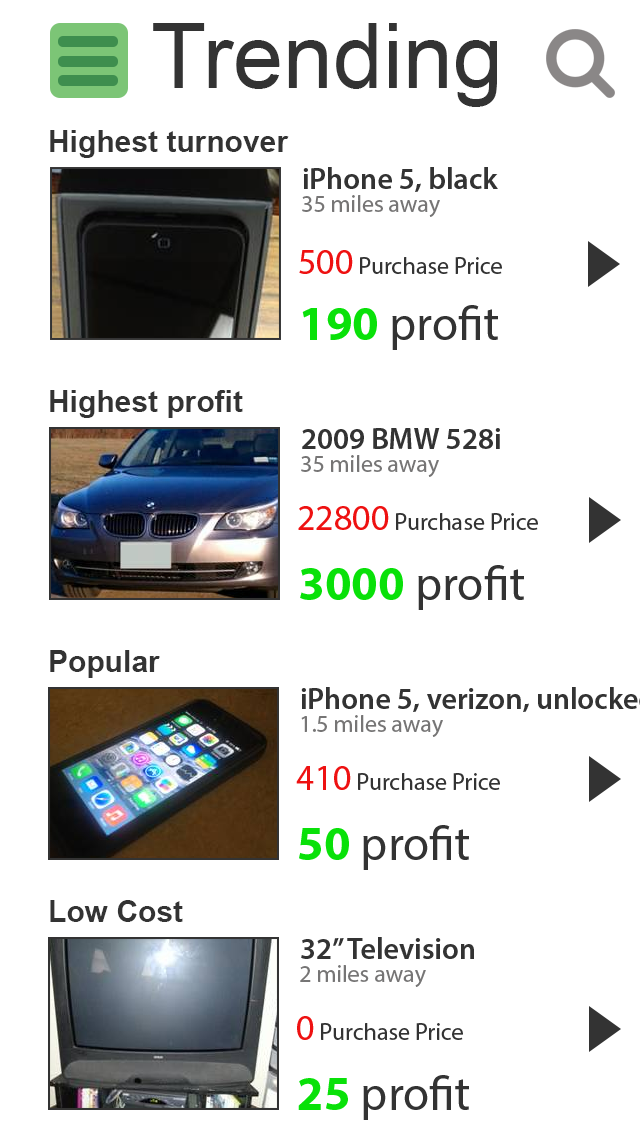 Trending
Highest turnover
iPhone 5, black
35 miles away
500 Purchase Price
190 profit
Highest profit
2009 BMW 528i
35 miles away
22800 Purchase Price
3000 profit
Popular
iPhone 5, verizon, unlocke
1.5 miles away
410 Purchase Price
50 profit
Low Cost
32” Television
2 miles away
0 Purchase Price
25 profit